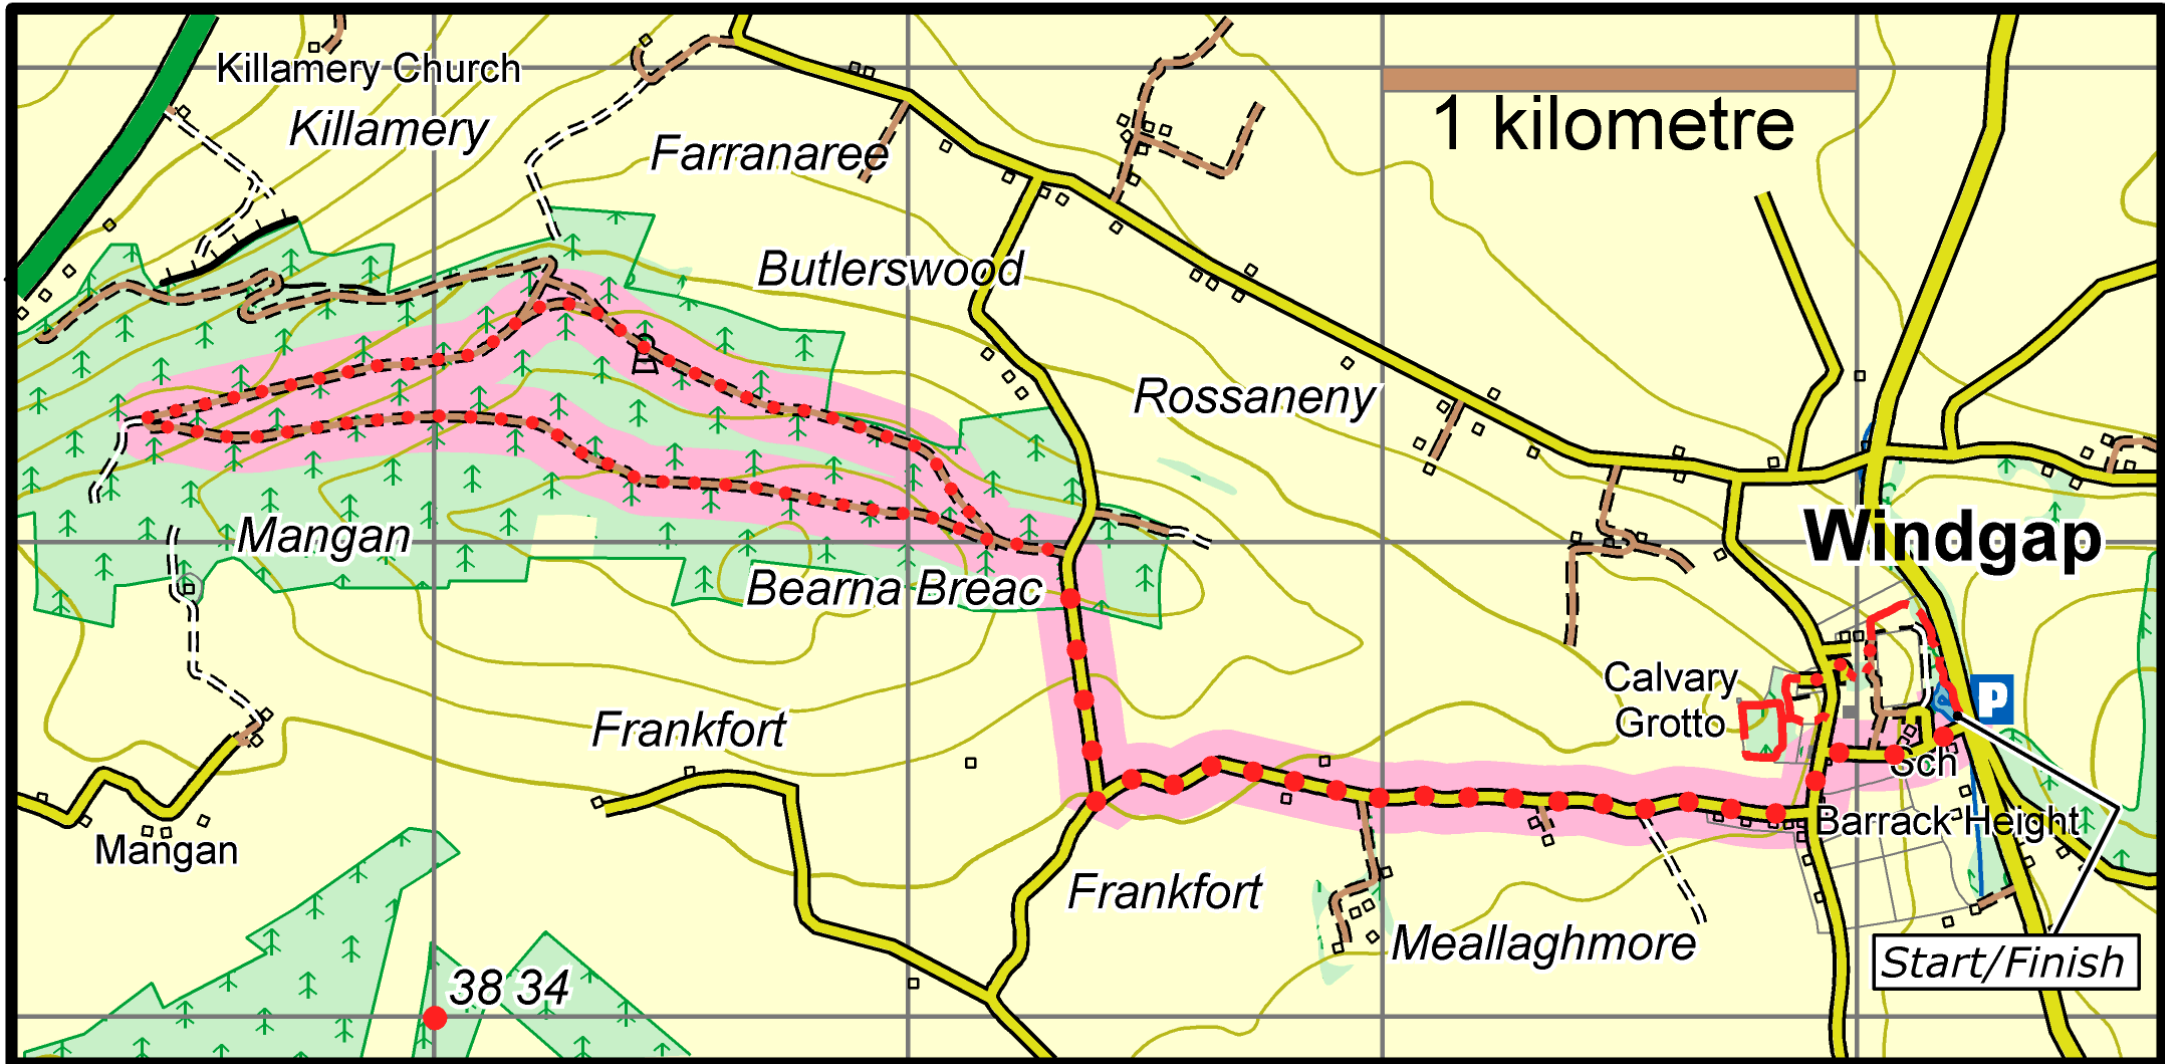 Killamery Church
Killamery
Farranaree
1 kilometre
Butlerswood
Rossaneny
Windgap
Mangan
Bearna Breac
Calvary
Grotto
P
Frankfort
Sch
Barrack Height
Mangan
Frankfort
Meallaghmore
Start/Finish
38 34